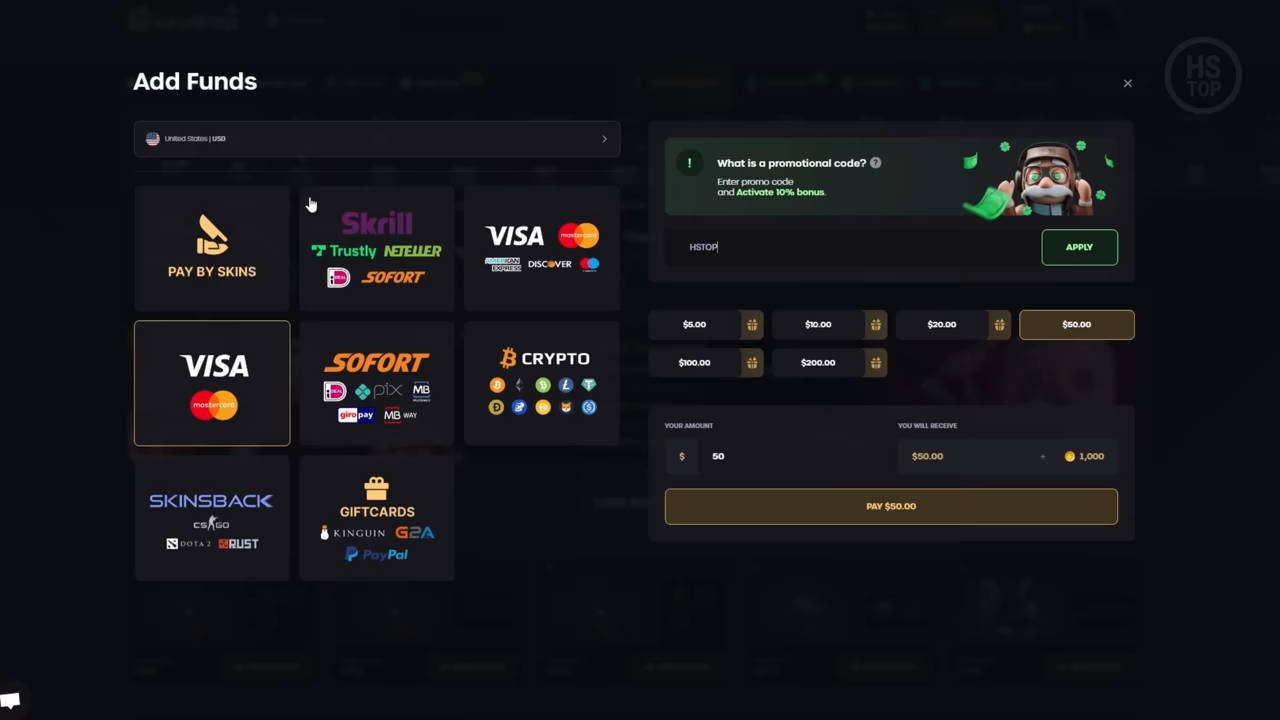 HS
TOP
Add Funds
United States | USD
What is a promotional code? ?
Enter promo code
and Activate 10% bonus.
HSTOP
APPLY
PAY BY SKINS
Skrill
Trustly NETELLER
iDEAL SOFORT
VISA mastercard
AMERICAN EXPRESS DISCOVER
$5.00 $10.00 $20.00 $50.00
$100.00 $200.00
VISA
mastercard
SOFORT
iDEAL pix MB
giropay MB WAY
CRYPTO
YOUR AMOUNT YOU WILL RECEIVE
$ 50 $50.00 + 1,000
PAY $50.00
SKINSBACK
CS GO
DOTA 2 RUST
GIFTCARDS
KINGUIN G2A
PayPal